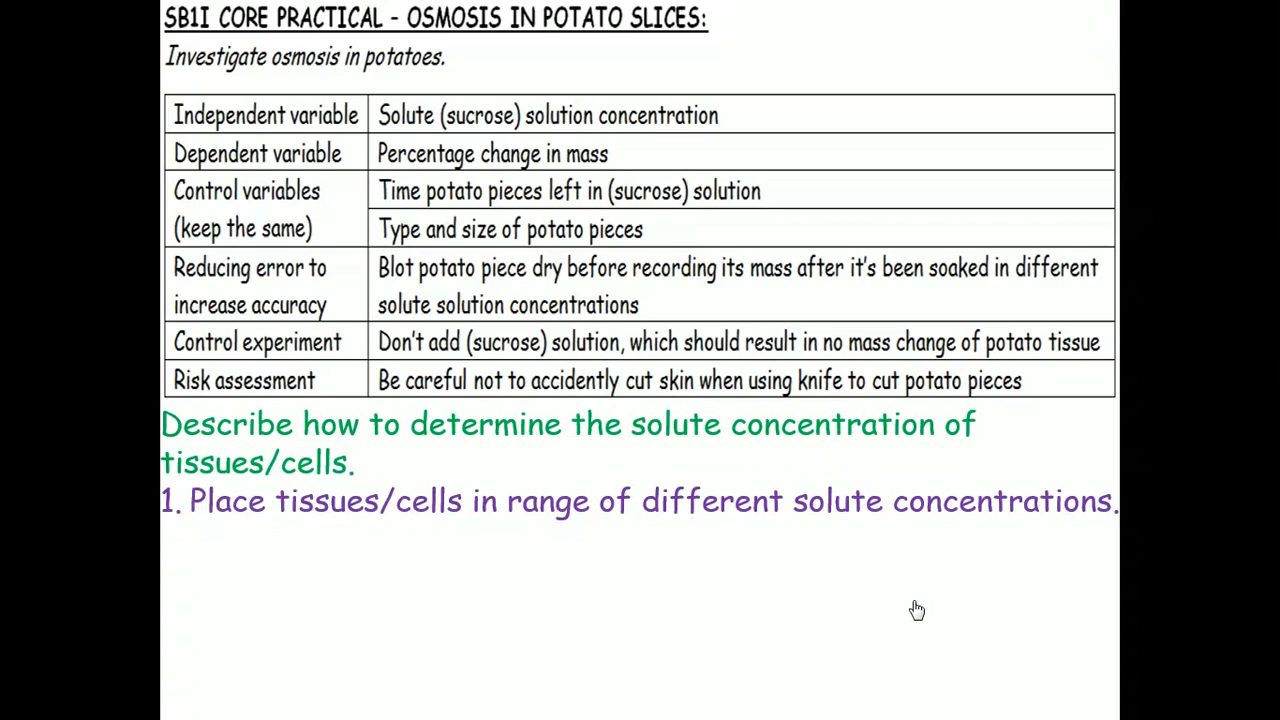 SB1I CORE PRACTICAL - OSMOSIS IN POTATO SLICES:
Investigate osmosis in potatoes.
Independent variable Solute (sucrose) solution concentration
Dependent variable Percentage change in mass
Control variables Time potato pieces left in (sucrose) solution
(keep the same) Type and size of potato pieces
Reducing error to Blot potato piece dry before recording its mass after it's been soaked in different
increase accuracy solute solution concentrations
Control experiment Don't add (sucrose) solution, which should result in no mass change of potato tissue
Risk assessment Be careful not to accidently cut skin when using knife to cut potato pieces
Describe how to determine the solute concentration of
tissues/cells.
1. Place tissues/cells in range of different solute concentrations.